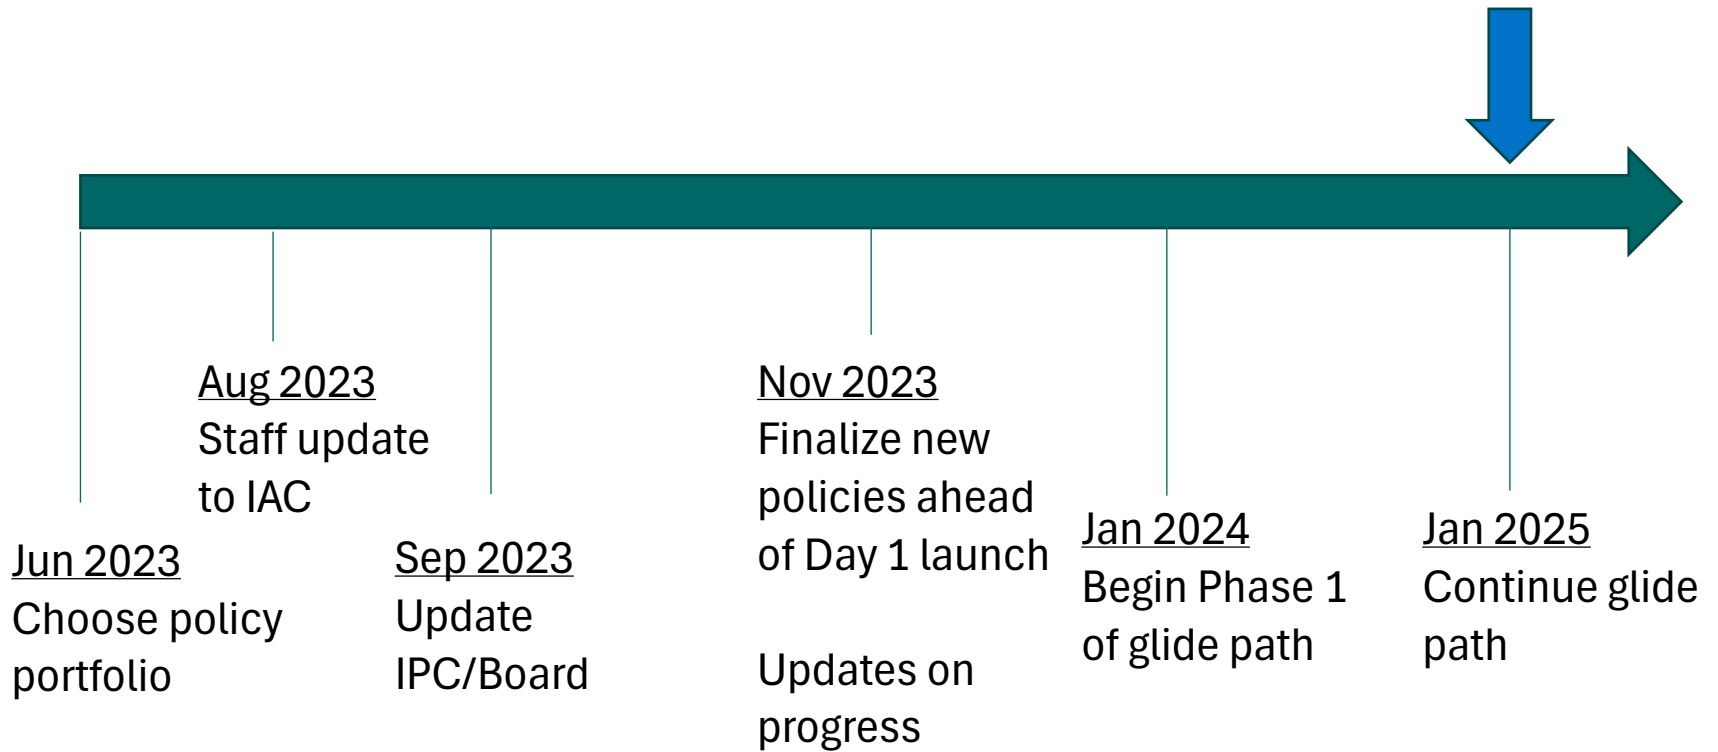 Jun 2023
Choose policy
portfolio
Aug 2023
Staff update
to IAC
Sep 2023
Update
IPC/Board
Nov 2023
Finalize new
policies ahead
of Day 1 launch
Updates on
progress
Jan 2024
Begin Phase 1
of glide path
Jan 2025
Continue glide
path